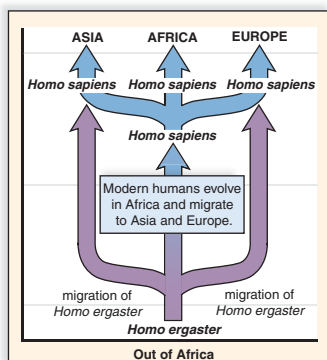 ASIA AFRICA EUROPE
Homo sapiens Homo sapiens Homo sapiens
Homo sapiens
Modern humans evolve
in Africa and migrate
to Asia and Europe.
migration of
Homo ergaster
migration of
Homo ergaster
Homo ergaster
Out of Africa